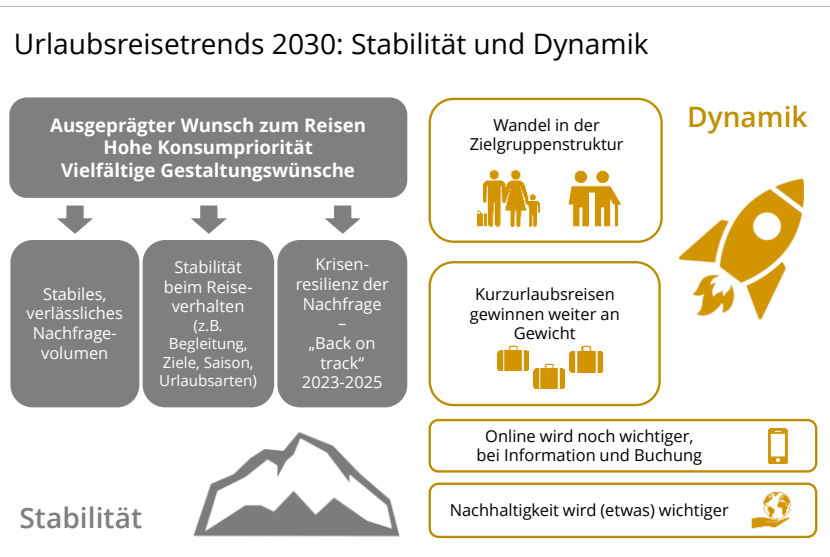 Urlaubsreisetrends 2030: Stabilität und Dynamik
Ausgeprägter Wunsch zum Reisen
Hohe Konsumpriorität
Vielfältige Gestaltungswünsche
Stabiles,
verlässliches
Nachfrage-
volumen
Stabilität
beim Reise-
verhalten
(z.B.
Begleitung,
Ziele, Saison,
Urlaubsarten)
Krisen-
resilienz der
Nachfrage
–
„Back on
track“
2023-2025
Stabilität
Dynamik
Wandel in der
Zielgruppenstruktur
Kurzurlaubsreisen
gewinnen weiter an
Gewicht
Online wird noch wichtiger,
bei Information und Buchung
Nachhaltigkeit wird (etwas) wichtiger